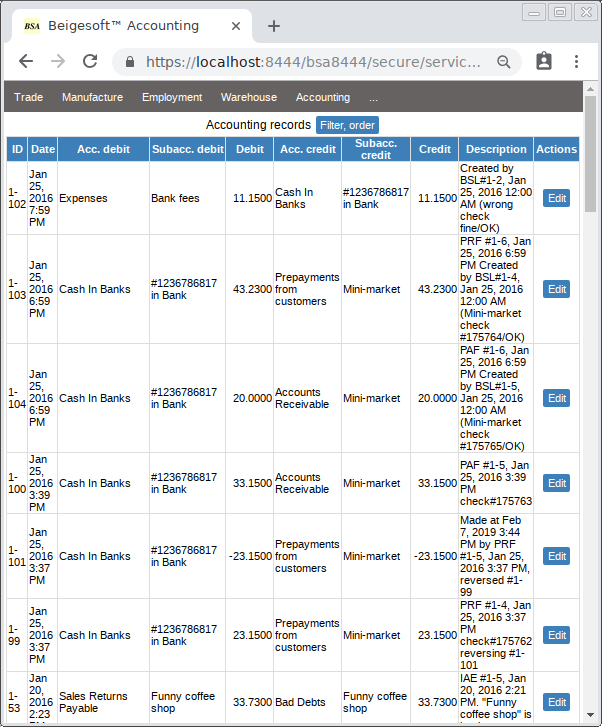 BSA Beigesoft™ Accounting
https://localhost:8444/bsa8444/secure/servic...
Trade Manufacture Employment Warehouse Accounting ...
Accounting records Filter, order
ID Date Acc. debit Subacc. debit Debit Acc. credit Subacc. credit Credit Description Actions
1-102 Jan 25, 2016 7:59 PM Expenses Bank fees 11.1500 Cash In Banks #1236786817 in Bank 11.1500 Created by BSL#1-2, Jan 25, 2016 12:00 AM (wrong check fine/OK) Edit
1-103 Jan 25, 2016 6:59 PM Cash In Banks #1236786817 in Bank 43.2300 Prepayments from customers Mini-market 43.2300 PRF #1-6, Jan 25, 2016 6:59 PM Created by BSL#1-4, Jan 25, 2016 12:00 AM (Mini-market check #175764/OK) Edit
1-104 Jan 25, 2016 6:59 PM Cash In Banks #1236786817 in Bank 20.0000 Accounts Receivable Mini-market 20.0000 PAF #1-6, Jan 25, 2016 6:59 PM Created by BSL#1-5, Jan 25, 2016 12:00 AM (Mini-market check #175765/OK) Edit
1-100 Jan 25, 2016 3:39 PM Cash In Banks #1236786817 in Bank 33.1500 Accounts Receivable Mini-market 33.1500 PAF #1-5, Jan 25, 2016 3:39 PM check#175763 Edit
1-101 Jan 25, 2016 3:37 PM Cash In Banks #1236786817 in Bank -23.1500 Prepayments from customers Mini-market -23.1500 Made at Feb 7, 2019 3:44 PM by PRF #1-5, Jan 25, 2016 3:37 PM, reversed #1-99 Edit
1-99 Jan 25, 2016 3:37 PM Cash In Banks #1236786817 in Bank 23.1500 Prepayments from customers Mini-market 23.1500 PRF #1-4, Jan 25, 2016 3:37 PM check#175762 reversing #1-101 Edit
1-53 Jan 20, 2016 2:23 Sales Returns Payable Funny coffee shop 33.7300 Bad Debts Funny coffee shop 33.7300 IAE #1-5, Jan 20, 2016 2:21 PM. "Funny coffee shop" is Edit